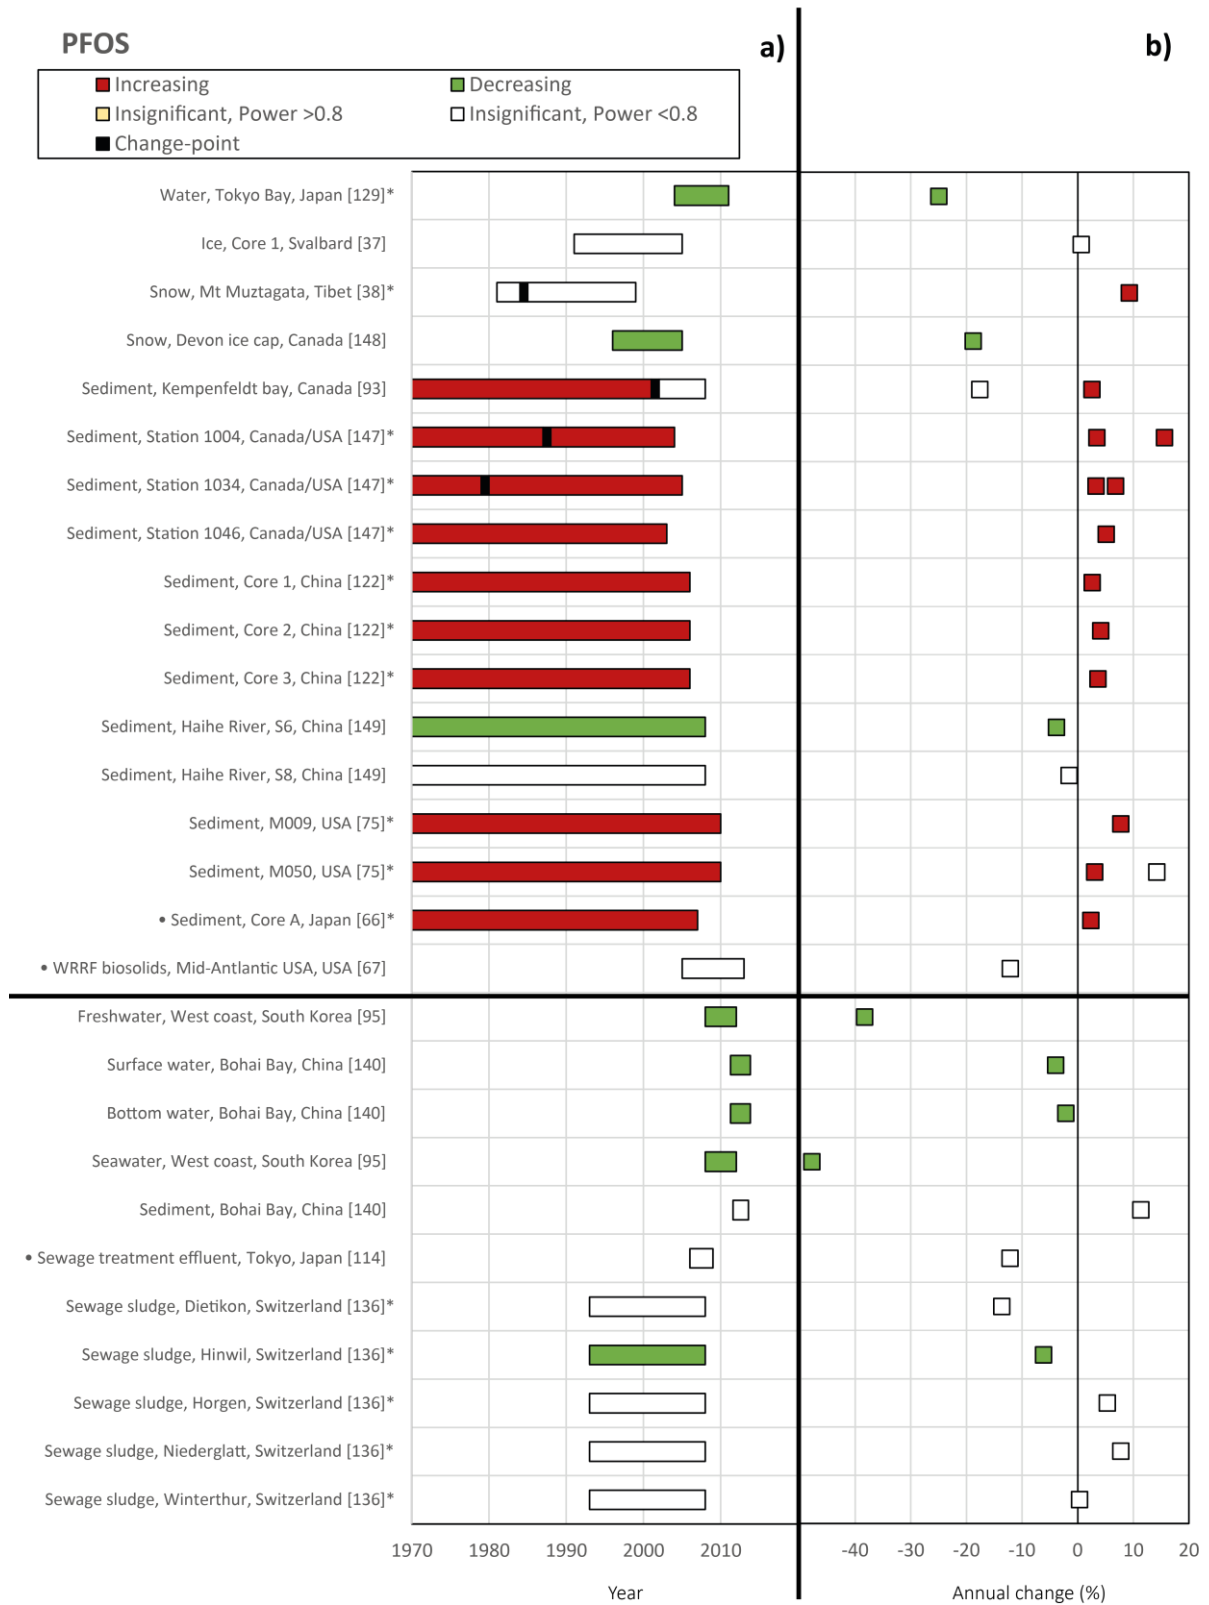 PFOS
a)
b)
Increasing
Decreasing
Insignificant, Power >0.8
Insignificant, Power <0.8
Change-point
Water, Tokyo Bay, Japan [129]*
Ice, Core 1, Svalbard [37]
Snow, Mt Muztagata, Tibet [38]*
Snow, Devon ice cap, Canada [148]
Sediment, Kempenfeldt bay, Canada [93]
Sediment, Station 1004, Canada/USA [147]*
Sediment, Station 1034, Canada/USA [147]*
Sediment, Station 1046, Canada/USA [147]*
Sediment, Core 1, China [122]*
Sediment, Core 2, China [122]*
Sediment, Core 3, China [122]*
Sediment, Haihe River, S6, China [149]
Sediment, Haihe River, S8, China [149]
Sediment, M009, USA [75]*
Sediment, M050, USA [75]*
• Sediment, Core A, Japan [66]*
• WRRF biosolids, Mid-Antlantic USA, USA [67]
Freshwater, West coast, South Korea [95]
Surface water, Bohai Bay, China [140]
Bottom water, Bohai Bay, China [140]
Seawater, West coast, South Korea [95]
Sediment, Bohai Bay, China [140]
• Sewage treatment effluent, Tokyo, Japan [114]
Sewage sludge, Dietikon, Switzerland [136]*
Sewage sludge, Hinwil, Switzerland [136]*
Sewage sludge, Horgen, Switzerland [136]*
Sewage sludge, Niederglatt, Switzerland [136]*
Sewage sludge, Winterthur, Switzerland [136]*
1970 1980 1990 2000 2010
-40 -30 -20 -10 0 10 20
Year
Annual change (%)